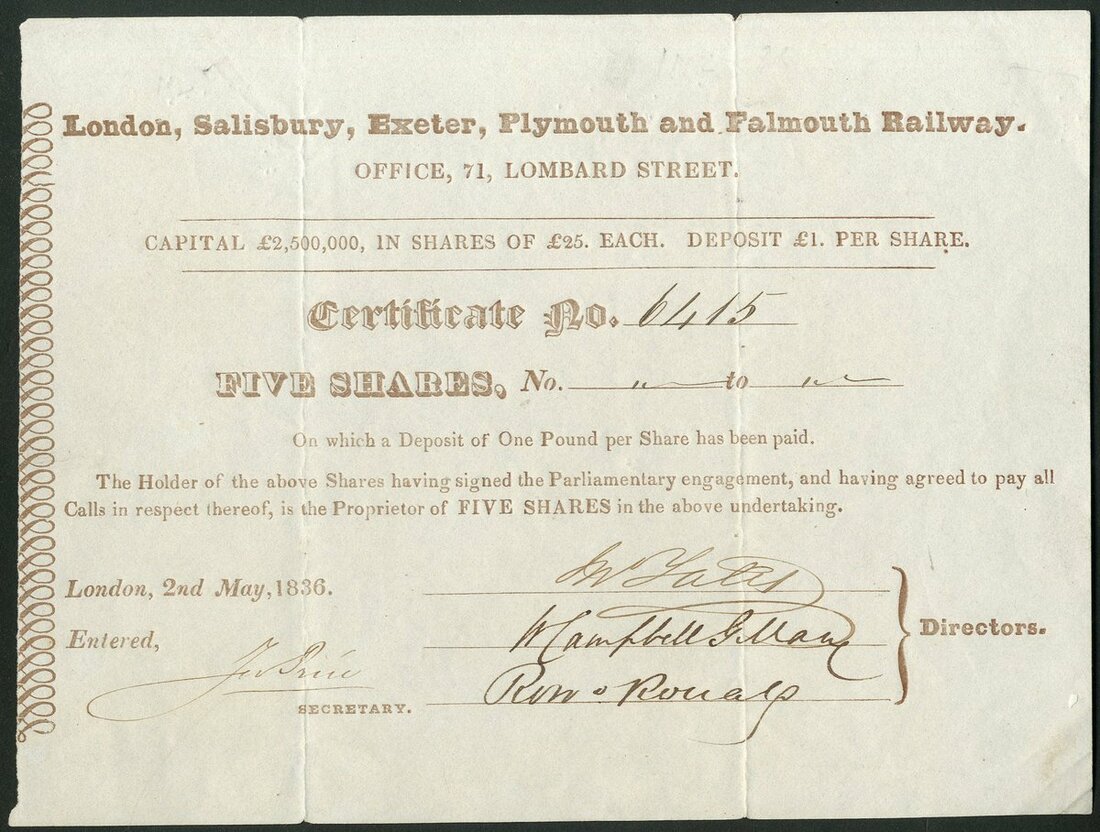 London, Salisbury, Exeter, Plymouth and Falmouth Railway.
OFFICE, 71, LOMBARD STREET.
CAPITAL £2,500,000, IN SHARES OF £25. EACH. DEPOSIT £1. PER SHARE.
Certificate No. 6415
FIVE SHARES, No. to
On which a Deposit of One Pound per Share has been paid.
The Holder of the above Shares having signed the Parliamentary engagement, and having agreed to pay all
Calls in respect thereof, is the Proprietor of FIVE SHARES in the above undertaking.
London, 2nd May, 1836.
Entered,
W Campbell Gillan
Directors.
SECRETARY.